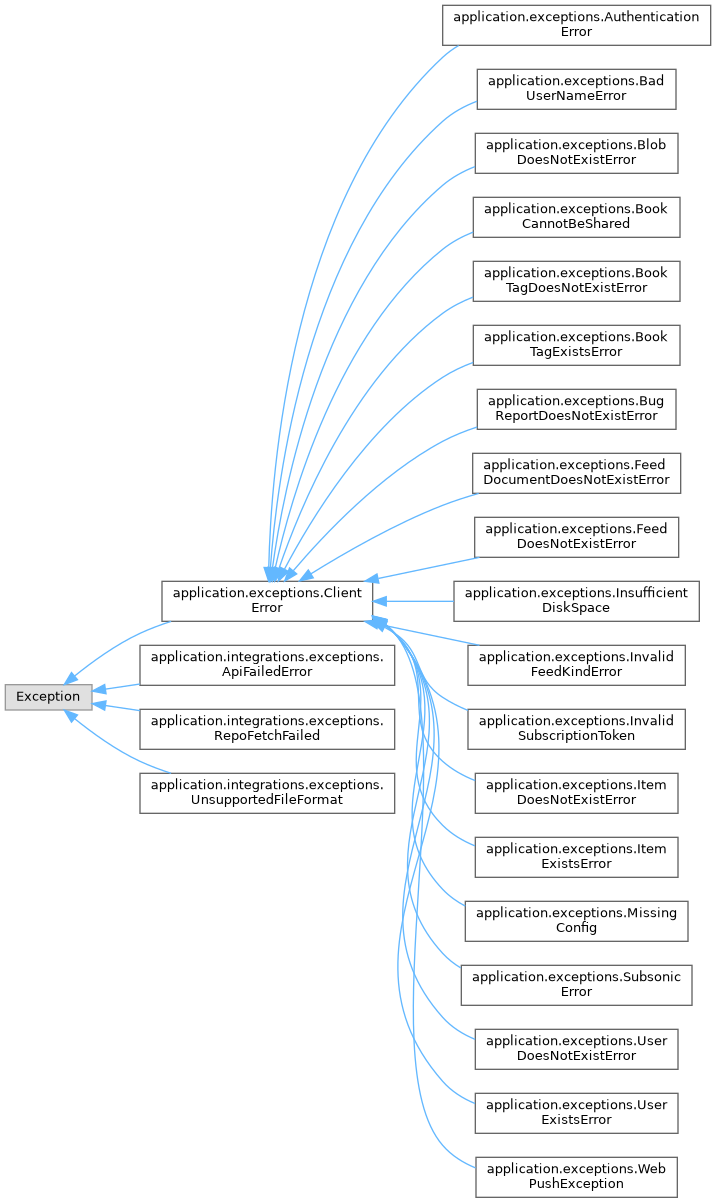 application.exceptions.Authentication
Error
application.exceptions.Bad
UserNameError
application.exceptions.Blob
DoesNotExistError
application.exceptions.Book
CannotBeShared
application.exceptions.Book
TagDoesNotExistError
application.exceptions.Book
TagExistsError
application.exceptions.Bug
ReportDoesNotExistError
application.exceptions.Feed
DocumentDoesNotExistError
application.exceptions.Feed
DoesNotExistError
application.exceptions.Client
Error
application.exceptions.Insufficient
DiskSpace
application.integrations.exceptions.
ApiFailedError
application.exceptions.Invalid
FeedKindError
Exception
application.integrations.exceptions.
RepoFetchFailed
application.exceptions.Invalid
SubscriptionToken
application.integrations.exceptions.
UnsupportedFileFormat
application.exceptions.Item
DoesNotExistError
application.exceptions.Item
ExistsError
application.exceptions.Missing
Config
application.exceptions.Subsonic
Error
application.exceptions.User
DoesNotExistError
application.exceptions.User
ExistsError
application.exceptions.Web
PushException